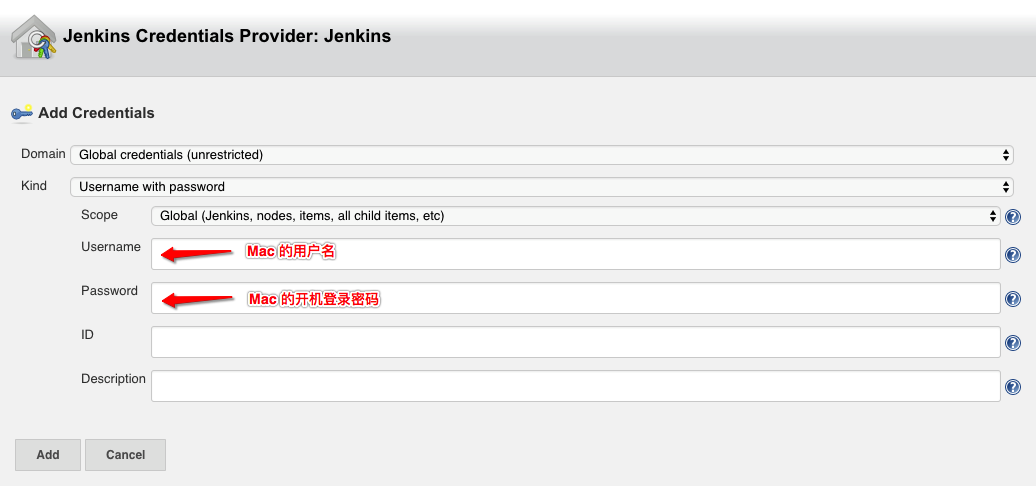 Jenkins Credentials Provider: Jenkins
Add Credentials
Domain Global credentials (unrestricted)
Kind Username with password
Scope Global (Jenkins, nodes, items, all child items, etc)
Username Mac 的用户名
Password Mac 的开机登录密码
ID
Description
Add Cancel